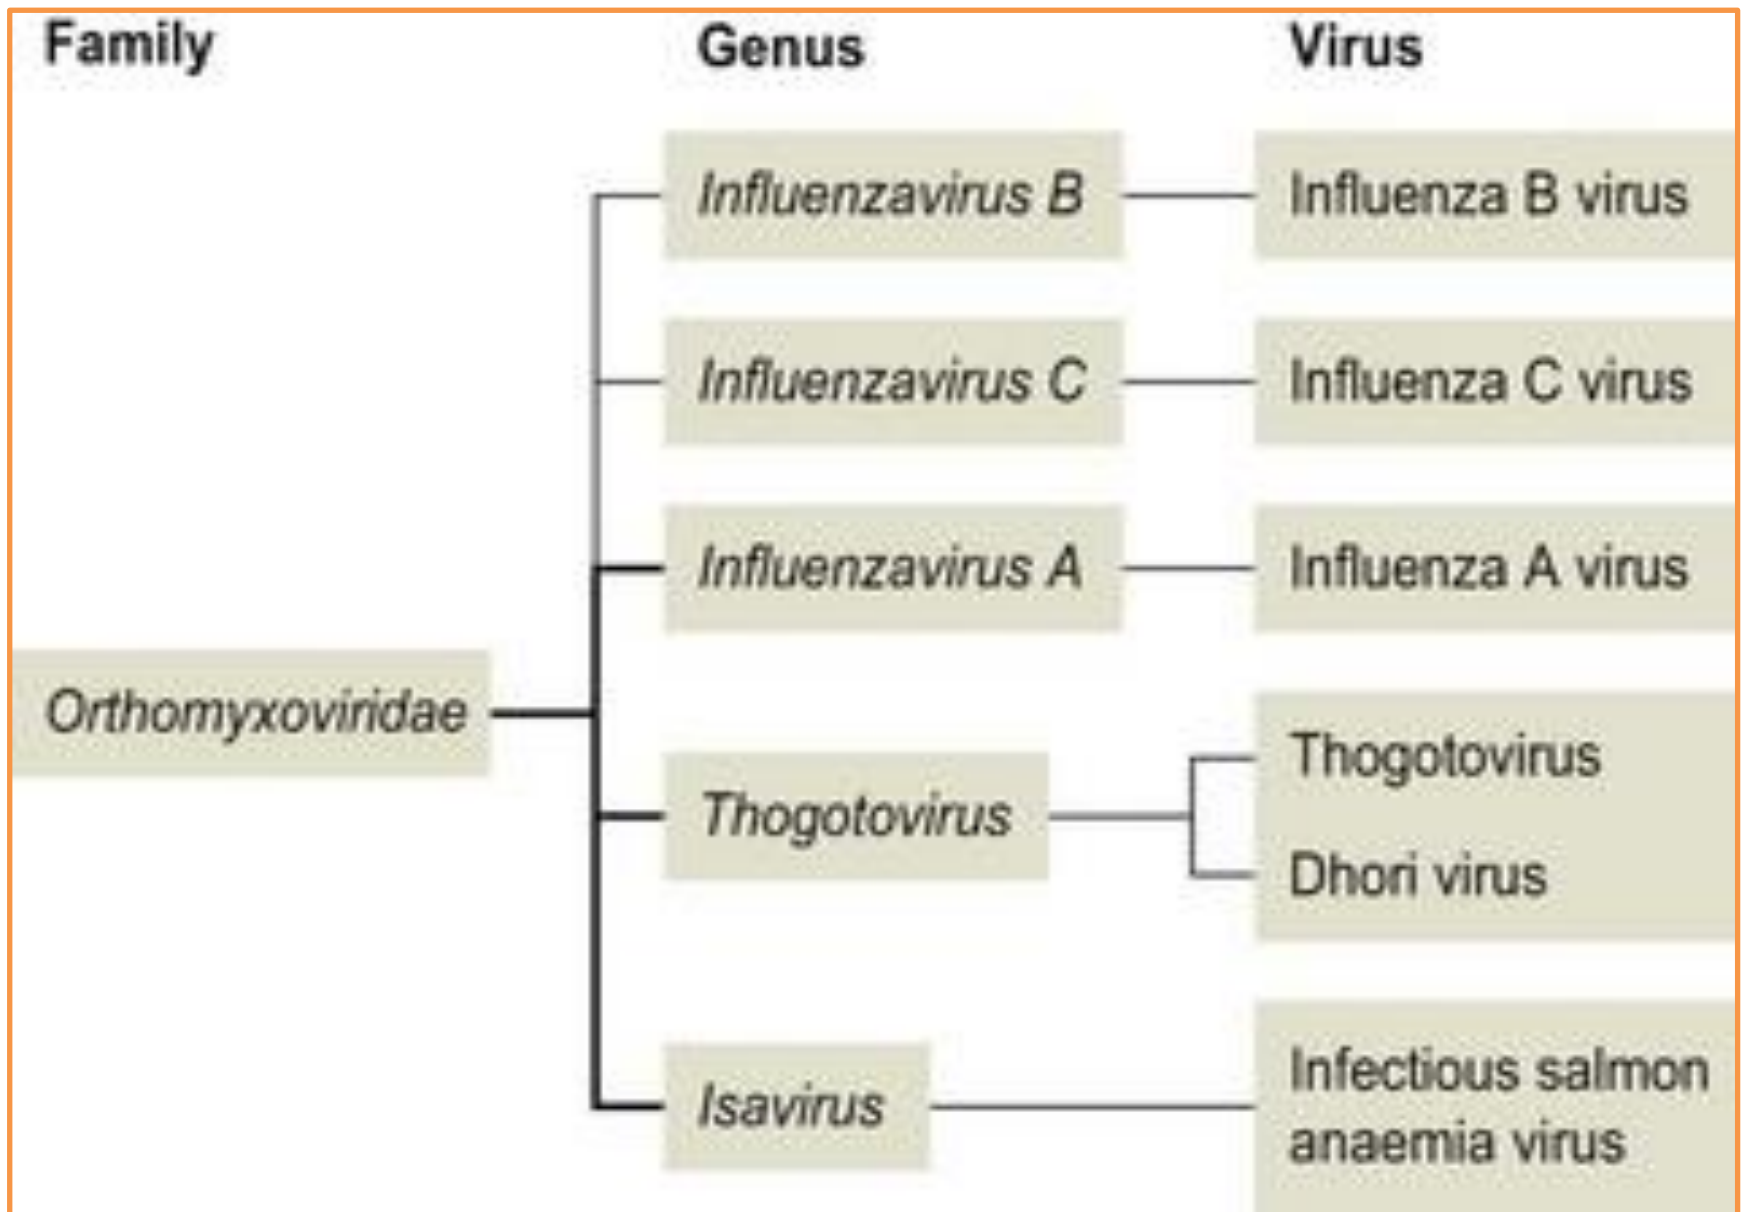 Family Genus Virus
Influenzavirus B Influenza B virus
Influenzavirus C Influenza C virus
Influenzavirus A Influenza A virus
Orthomyxoviridae
Thogotovirus Thogotovirus
Dhori virus
Isavirus Infectious salmon
anaemia virus